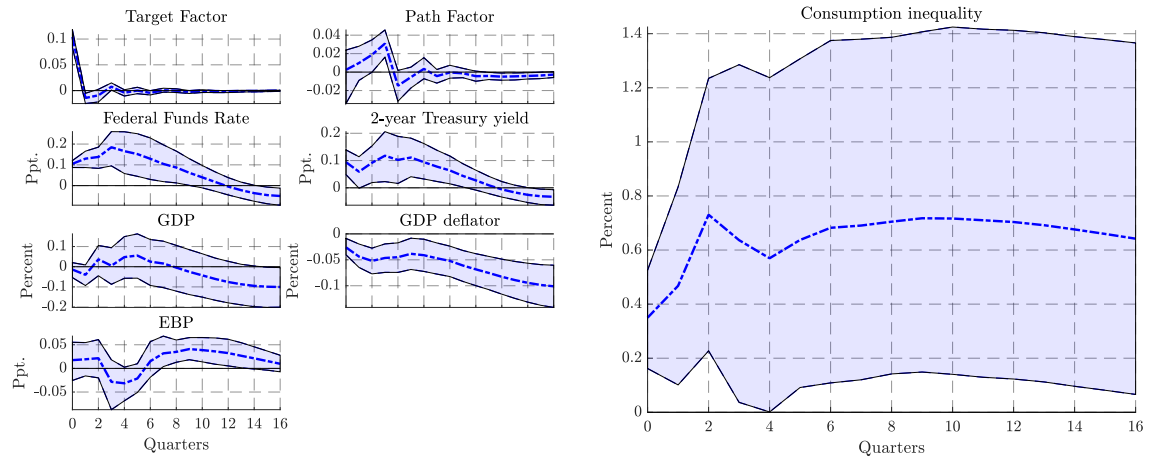 Target Factor
0.1
0.05
0
Path Factor
0.04
0.02
0
-0.02
Federal Funds Rate
Ppt.
0.2
0.1
0
2-year Treasury yield
Ppt.
0.2
0.1
0
GDP
Percent
0.1
0
-0.1
-0.2
GDP deflator
Percent
0
-0.05
-0.1
EBP
Ppt.
0.05
0
-0.05
0 2 4 6 8 10 12 14 16
Quarters
Consumption inequality
Percent
1.4
1.2
1
0.8
0.6
0.4
0.2
0
0 2 4 6 8 10 12 14 16
Quarters